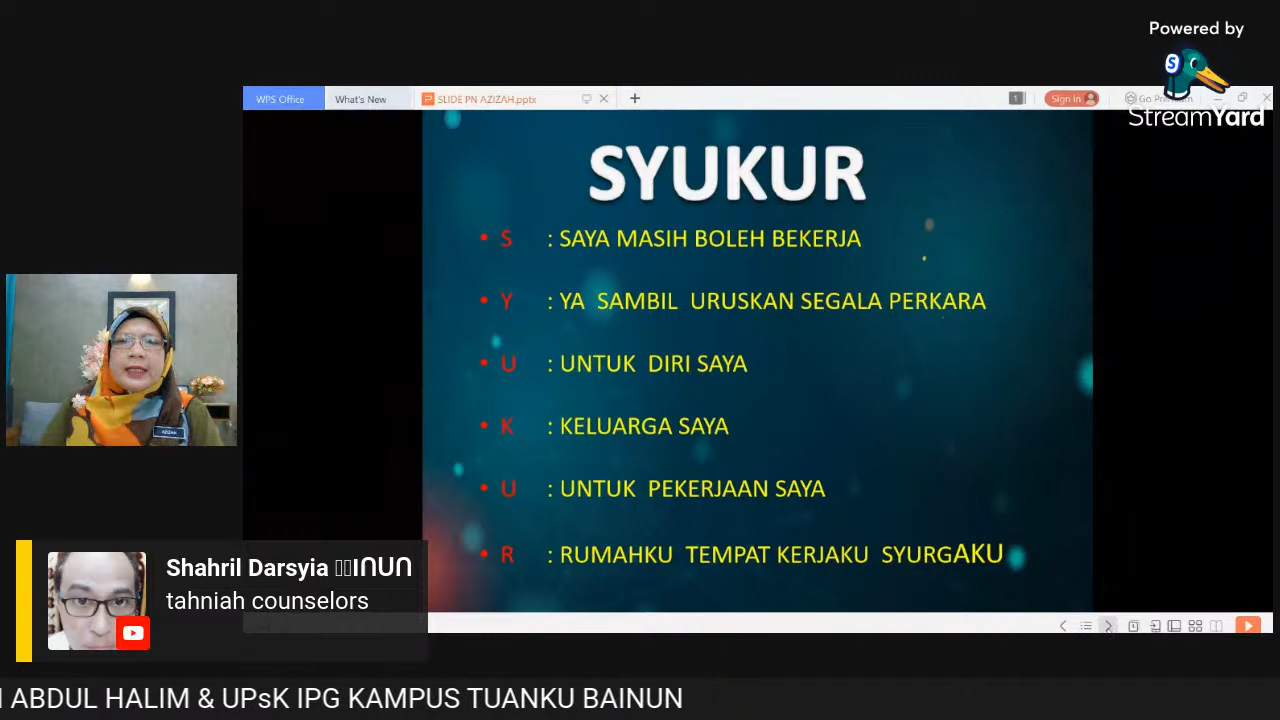 Powered by
StreamYard
WPS Office
What's New
SLIDE PN AZIZAH.pptx
1
Sign in
SYUKUR
• S : SAYA MASIH BOLEH BEKERJA
• Y : YA SAMBIL URUSKAN SEGALA PERKARA
• U : UNTUK DIRI SAYA
• K : KELUARGA SAYA
• U : UNTUK PEKERJAAN SAYA
• R : RUMAHKU TEMPAT KERJAKU SYURGAKU
AZIZAH
Shahril Darsyia
tahniah counselors
ABDUL HALIM & UPsK IPG KAMPUS TUANKU BAINUN